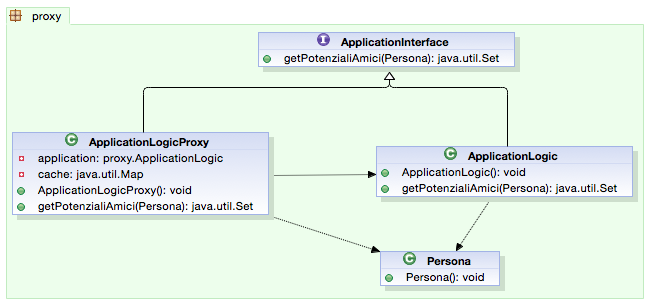 proxy
ApplicationInterface
getPotenzialiAmici(Persona): java.util.Set
ApplicationLogicProxy
application: proxy.ApplicationLogic
cache: java.util.Map
ApplicationLogicProxy(): void
getPotenzialiAmici(Persona): java.util.Set
ApplicationLogic
ApplicationLogic(): void
getPotenzialiAmici(Persona): java.util.Set
Persona
Persona(): void